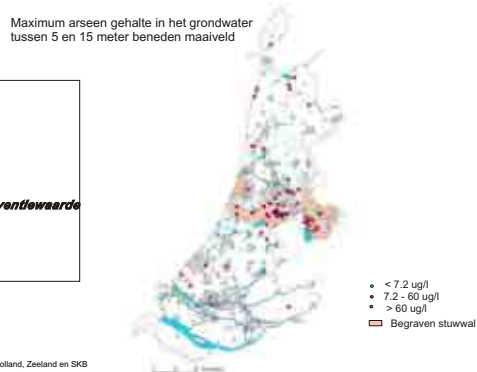 Maximum arseen gehalte in het grondwater
tussen 5 en 15 meter beneden maaiveld
ventiewaarde
< 7.2 ug/l
7.2 - 60 ug/l
> 60 ug/l
Begraven stuwwal
olland, Zeeland en SKB